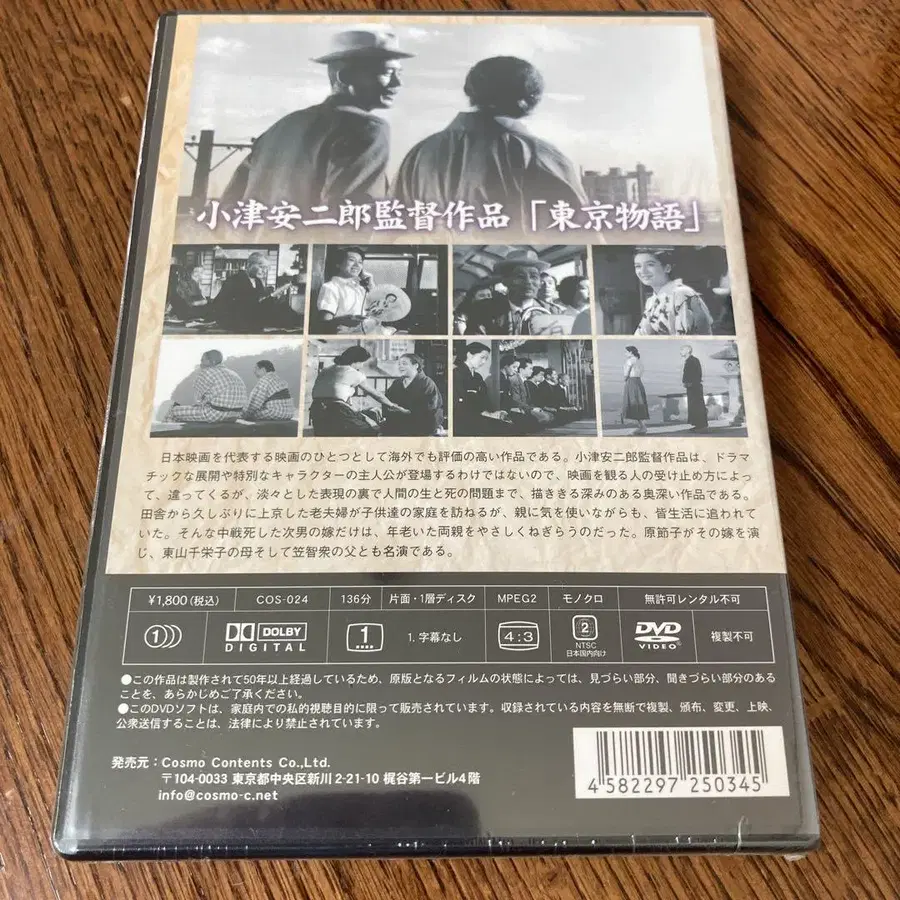 小津安二郎監督作品「東京物語」
日本映画を代表する映画のひとつとして海外でも評価の高い作品である。小津安二郎監督作品は、ドラマ
チックな展開や特別なキャラクターの主人公が登場するわけではないので、映画を観る人の受け止め方によっ
て、違ってくるが、淡々とした表現の裏で人間の生と死の問題まで、描ききる深みのある奥深い作品である。
田舎から久しぶりに上京した老夫婦が子供達の家庭を訪ねるが、親に気を使いながらも、皆生活に追われてい
た。そんな中戦死した次男の嫁だけは、年老いた両親をやさしくねぎらうのだった。原節子がその嫁を演
じ、東山千栄子の母そして笠智衆の父とも名演である。
¥1,800(税込) COS-024 136分 片面・1層ディスク MPEG2 モノクロ 無許可レンタル不可
1 DOLBY DIGITAL 1 1. 字幕なし 4:3 2 NTSC 日本国内向け DVD VIDEO 複製不可
●この作品は製作されて50年以上経過しているため、原版となるフィルムの状態によっては、見づらい部分、聞きづらい部分のある
ことを、あらかじめご了承ください。
●このDVDソフトは、家庭内での私的視聴目的に限って販売されています。収録されている内容を無断で複製、頒布、変更、上映、
公衆送信することは、法律により禁止されています。
発売元：Cosmo Contents Co.,Ltd.
〒104-0033 東京都中央区新川 2-21-10 梶谷第一ビル4階
info@cosmo-c.net
4 582297 250345